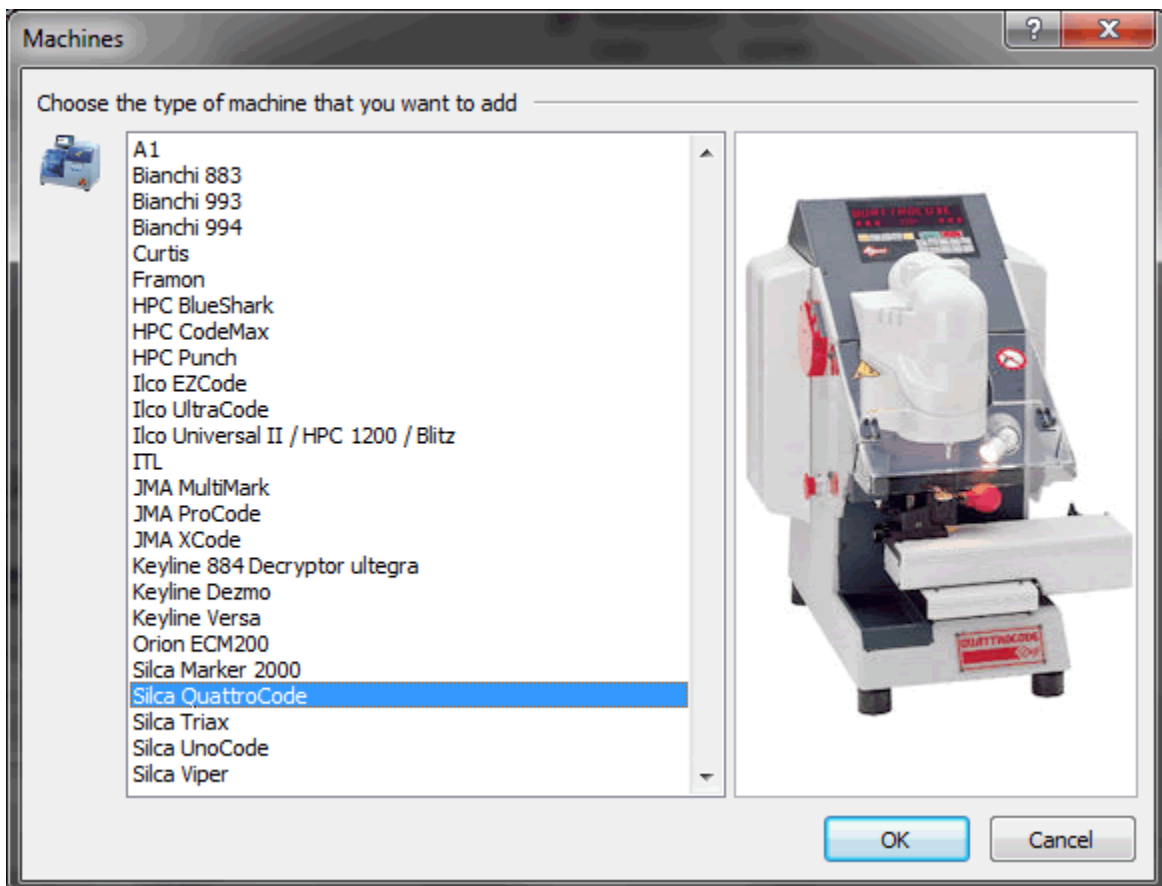 Machines
Choose the type of machine that you want to add
A1
Bianchi 883
Bianchi 993
Bianchi 994
Curtis
Framon
HPC BlueShark
HPC CodeMax
HPC Punch
Ilco EZCode
Ilco UltraCode
Ilco Universal II / HPC 1200 / Blitz
ITL
JMA MultiMark
JMA ProCode
JMA XCode
Keyline 884 Decryptor ultegra
Keyline Dezmo
Keyline Versa
Orion ECM200
Silca Marker 2000
Silca QuattroCode
Silca Triax
Silca UnoCode
Silca Viper
QUATTROCODE
QUATTROCODE
OK
Cancel